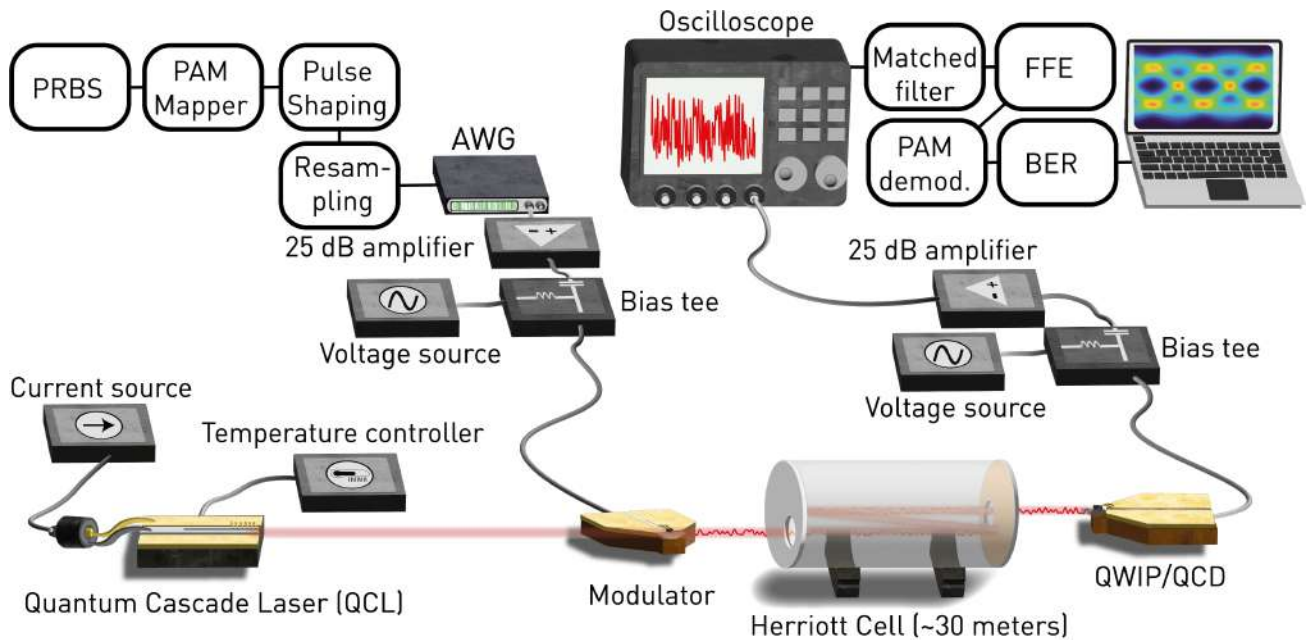 Oscilloscope
PRBS
PAM
Mapper
Pulse
Shaping
Resam-
pling
AWG
25 dB amplifier
Voltage source
Bias tee
Matched
filter
FFE
PAM
demod.
BER
25 dB amplifier
Bias tee
Voltage source
Current source
Temperature controller
Quantum Cascade Laser (QCL)
Modulator
Herriott Cell (~30 meters)
QWIP/QCD